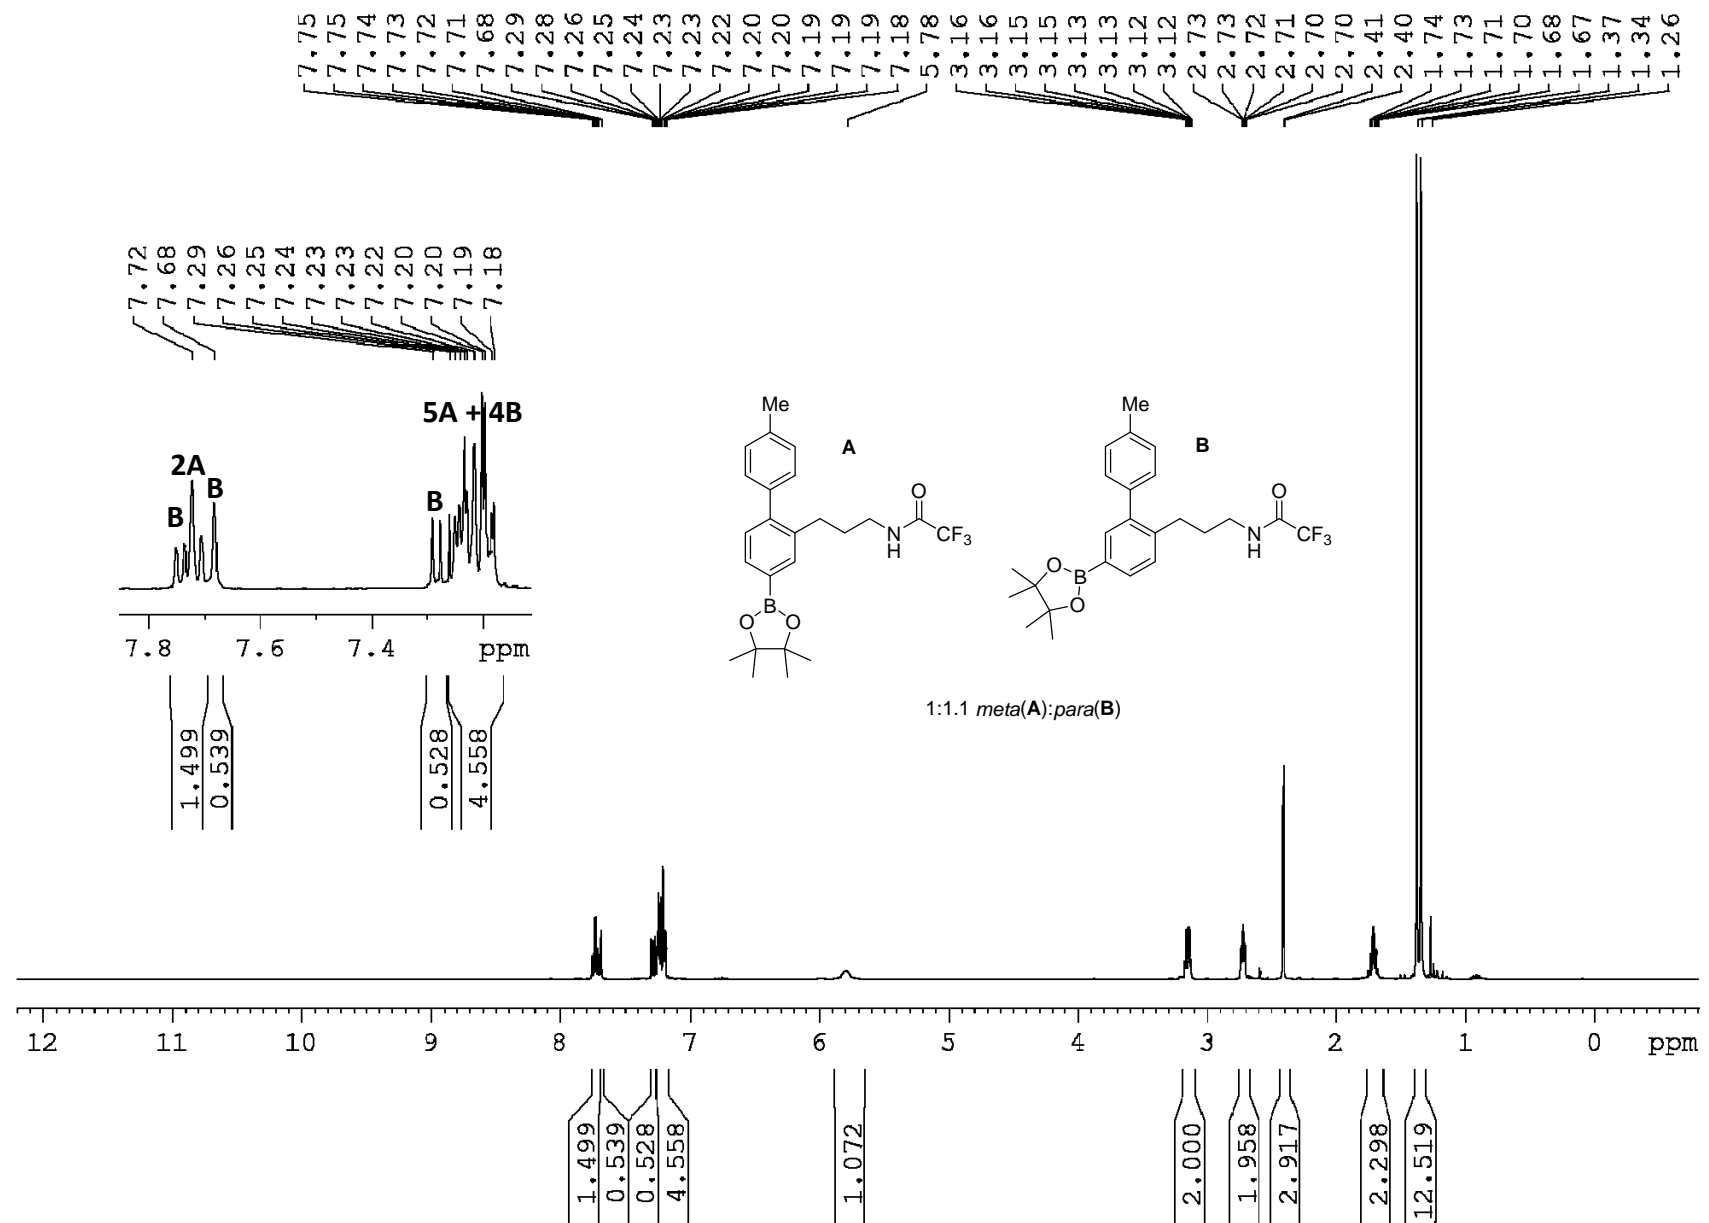 7.75 7.75 7.74 7.73 7.72 7.71 7.68 7.29 7.28 7.26 7.25 7.24 7.23 7.23 7.22 7.20 7.20 7.19 7.19 7.19 7.18 5.78 3.16 3.16 3.15 3.15 3.13 3.13 3.12 3.12 2.73 2.73 2.72 2.71 2.70 2.70 2.41 2.40 1.74 1.73 1.71 1.70 1.68 1.67 1.37 1.34 1.26
7.72 7.68 7.29 7.26 7.25 7.24 7.23 7.23 7.22 7.20 7.20 7.19 7.18
5A + 4B
2A
B
B
B
7.8 7.6 7.4 ppm
1.499 0.539 0.528 4.558
Me
A
O
N
H
CF3
B
O
O
Me
B
O
N
H
CF3
O
B
O
1:1.1 meta(A):para(B)
12 11 10 9 8 7 6 5 4 3 2 1 0 ppm
1.499 0.539 0.528 4.558 1.072 2.000 1.958 2.917 2.298 12.519